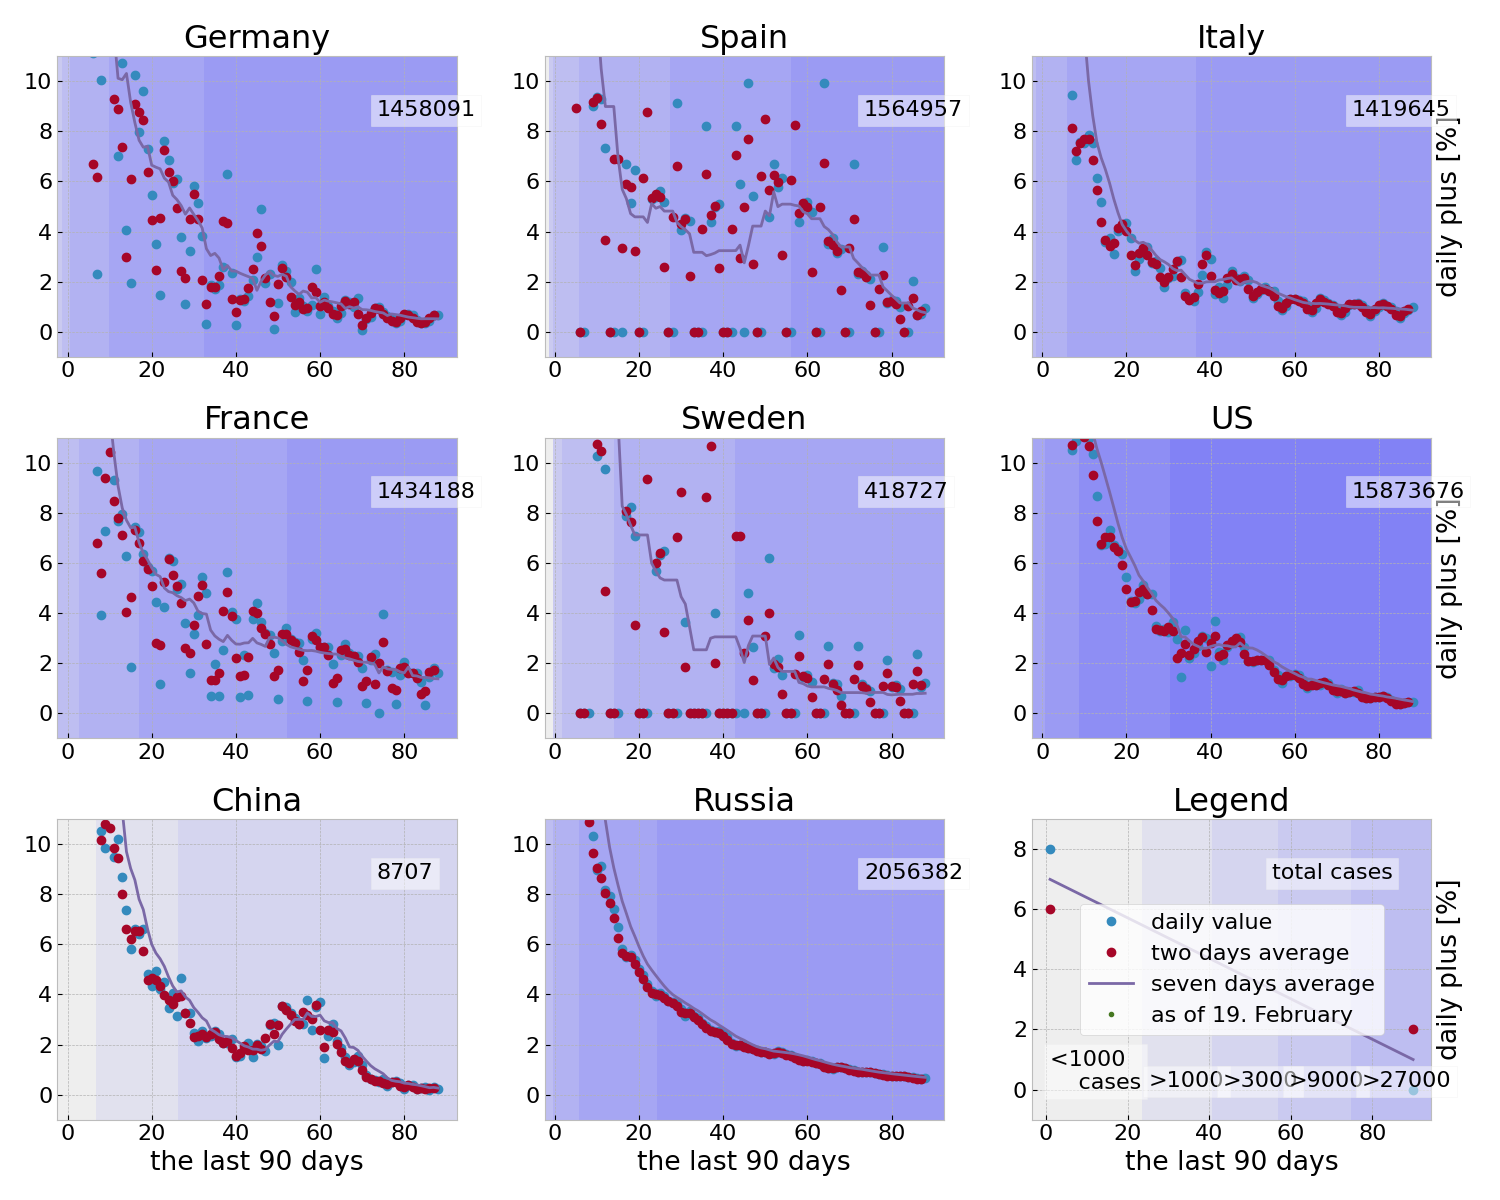 Germany
Spain
Italy
10
8
6
4
2
0
1458091
10
8
6
4
2
0
1564957
10
8
6
4
2
0
1419645
daily plus [%]
0 20 40 60 80
0 20 40 60 80
0 20 40 60 80
France
Sweden
US
10
8
6
4
2
0
1434188
10
8
6
4
2
0
418727
10
8
6
4
2
0
15873676
daily plus [%]
0 20 40 60 80
0 20 40 60 80
0 20 40 60 80
China
Russia
Legend
10
8
6
4
2
0
8707
10
8
6
4
2
0
2056382
8
6
4
2
0
total cases
daily value
two days average
seven days average
as of 19. February
<1000
cases
>1000
>3000
>9000
>27000
daily plus [%]
0 20 40 60 80
0 20 40 60 80
0 20 40 60 80
the last 90 days
the last 90 days
the last 90 days